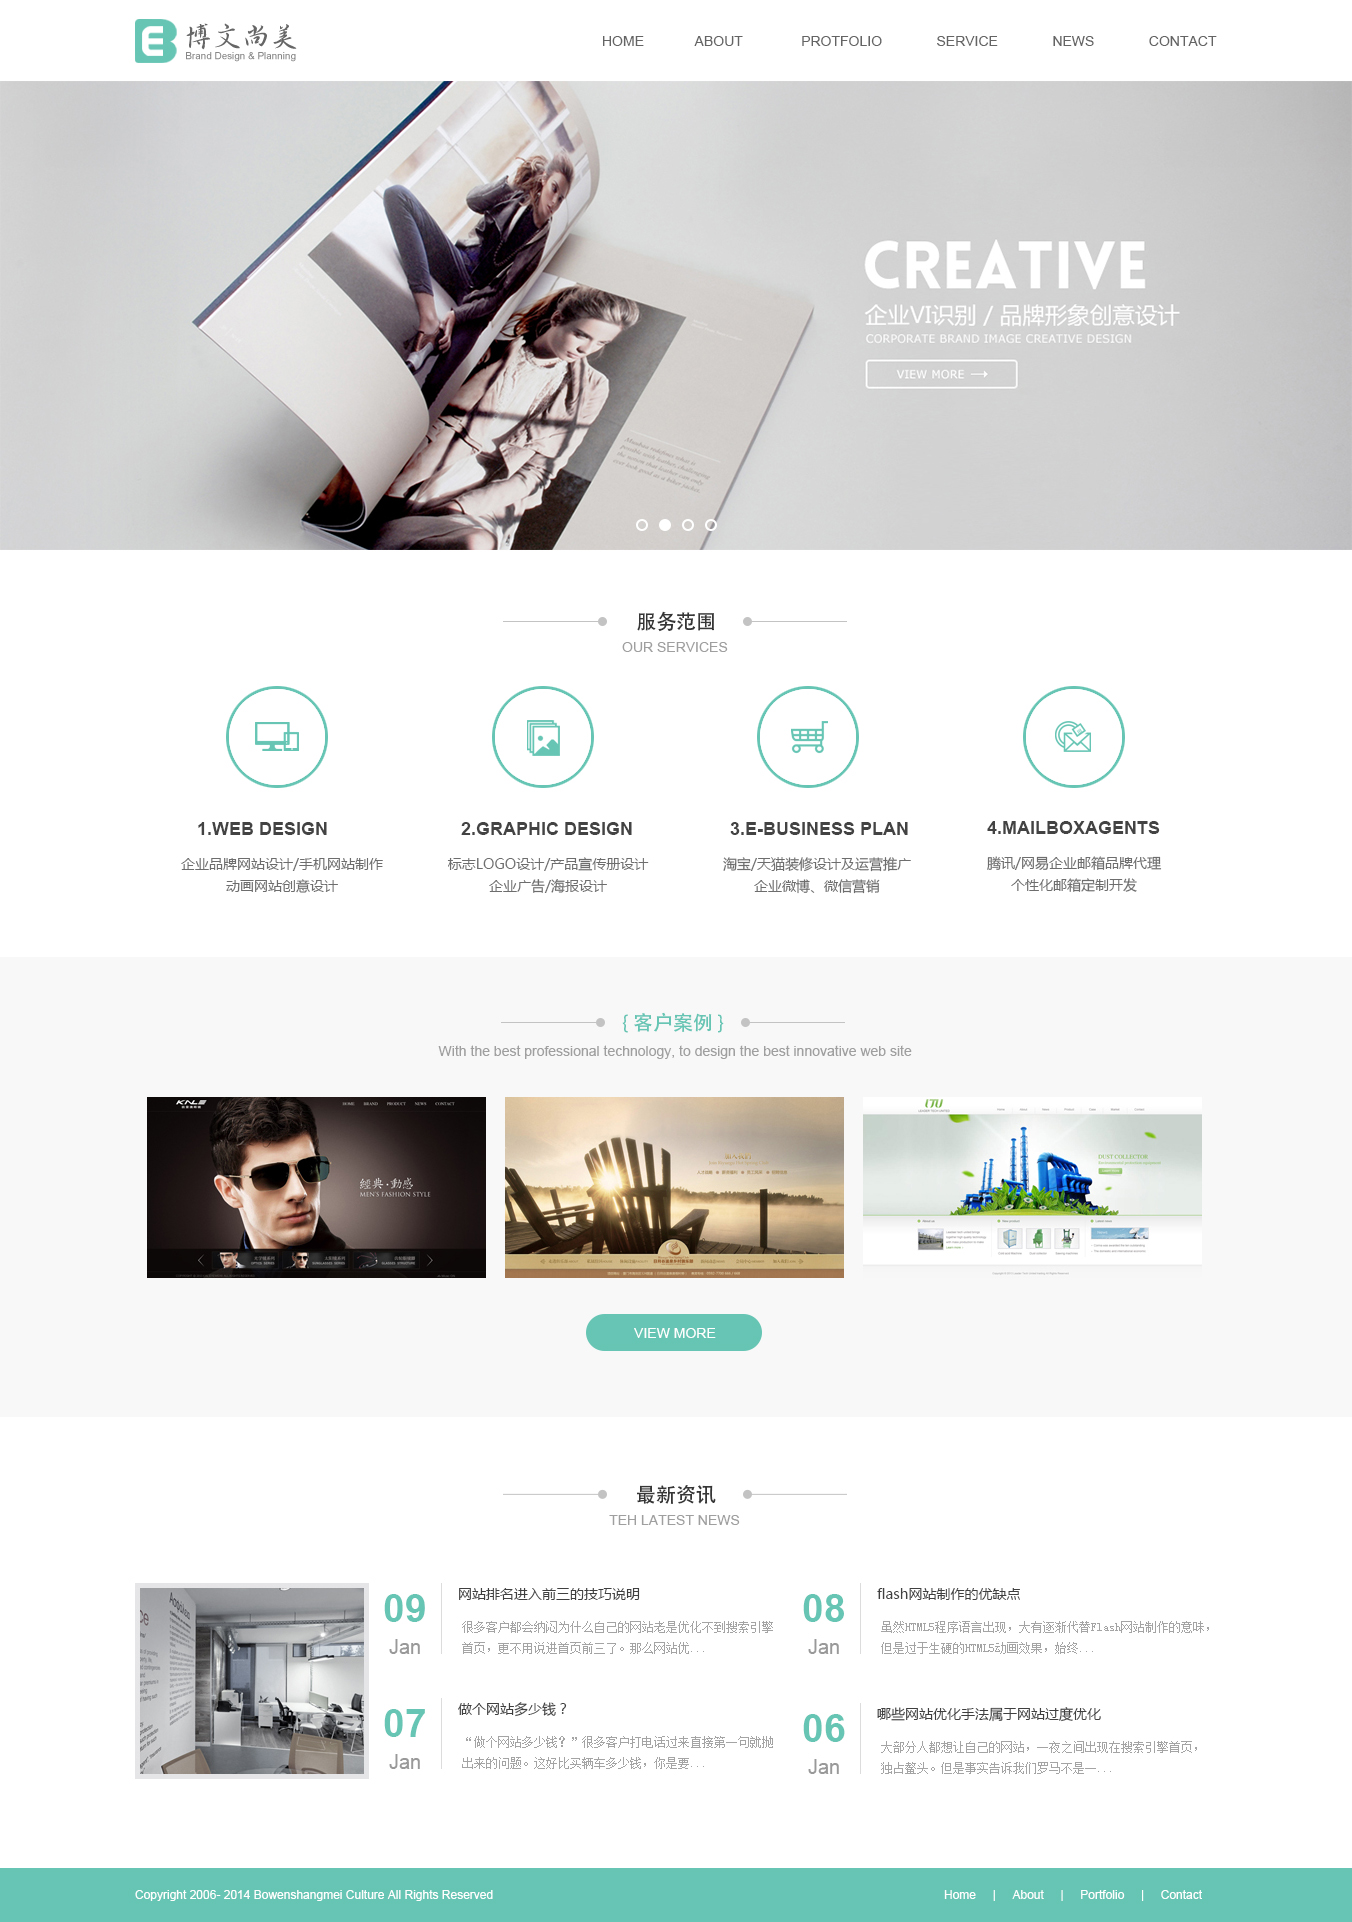 博文尚美
Brand Design & Planning
HOME ABOUT PROTFOLIO SERVICE NEWS CONTACT
CREATIVE
企业VI识别 / 品牌形象创意设计
CORPORATE BRAND IMAGE CREATIVE DESIGN
VIEW MORE
服务范围
OUR SERVICES
1.WEB DESIGN
企业品牌网站设计/手机网站制作
动画网站创意设计
2.GRAPHIC DESIGN
标志LOGO设计/产品宣传册设计
企业广告/海报设计
3.E-BUSINESS PLAN
淘宝/天猫装修设计及运营推广
企业微博、微信营销
4.MAILBOXAGENTS
腾讯/网易企业邮箱品牌代理
个性化邮箱定制开发
{ 客户案例 }
With the best professional technology, to design the best innovative web site
KNLE
HOME BRAND PRODUCT NEWS CONTACT
經典·動感
MEN'S FASHION STYLE
LTU
DUST COLLECTOR
VIEW MORE
最新资讯
TEH LATEST NEWS
09
Jan
网站排名进入前三的技巧说明
很多客户都会纳闷为什么自己的网站老是优化不到搜索引擎
首页，更不用说进首页前三了。那么网站优...
08
Jan
flash网站制作的优缺点
虽然HTML5程序语言出现，大有逐渐代替Flash网站制作的意味，
但是过于生硬的HTML5动画效果，始终...
07
Jan
做个网站多少钱？
“做个网站多少钱？”很多客户打电话过来直接第一句就抛
出来的问题。这好比买辆车多少钱，你是要...
06
Jan
哪些网站优化手法属于网站过度优化
大部分人都想让自己的网站，一夜之间出现在搜索引擎首页，
独占鳌头。但是事实告诉我们罗马不是一...
Copyright 2006- 2014 Bowenshangmei Culture All Rights Reserved
Home | About | Portfolio | Contact